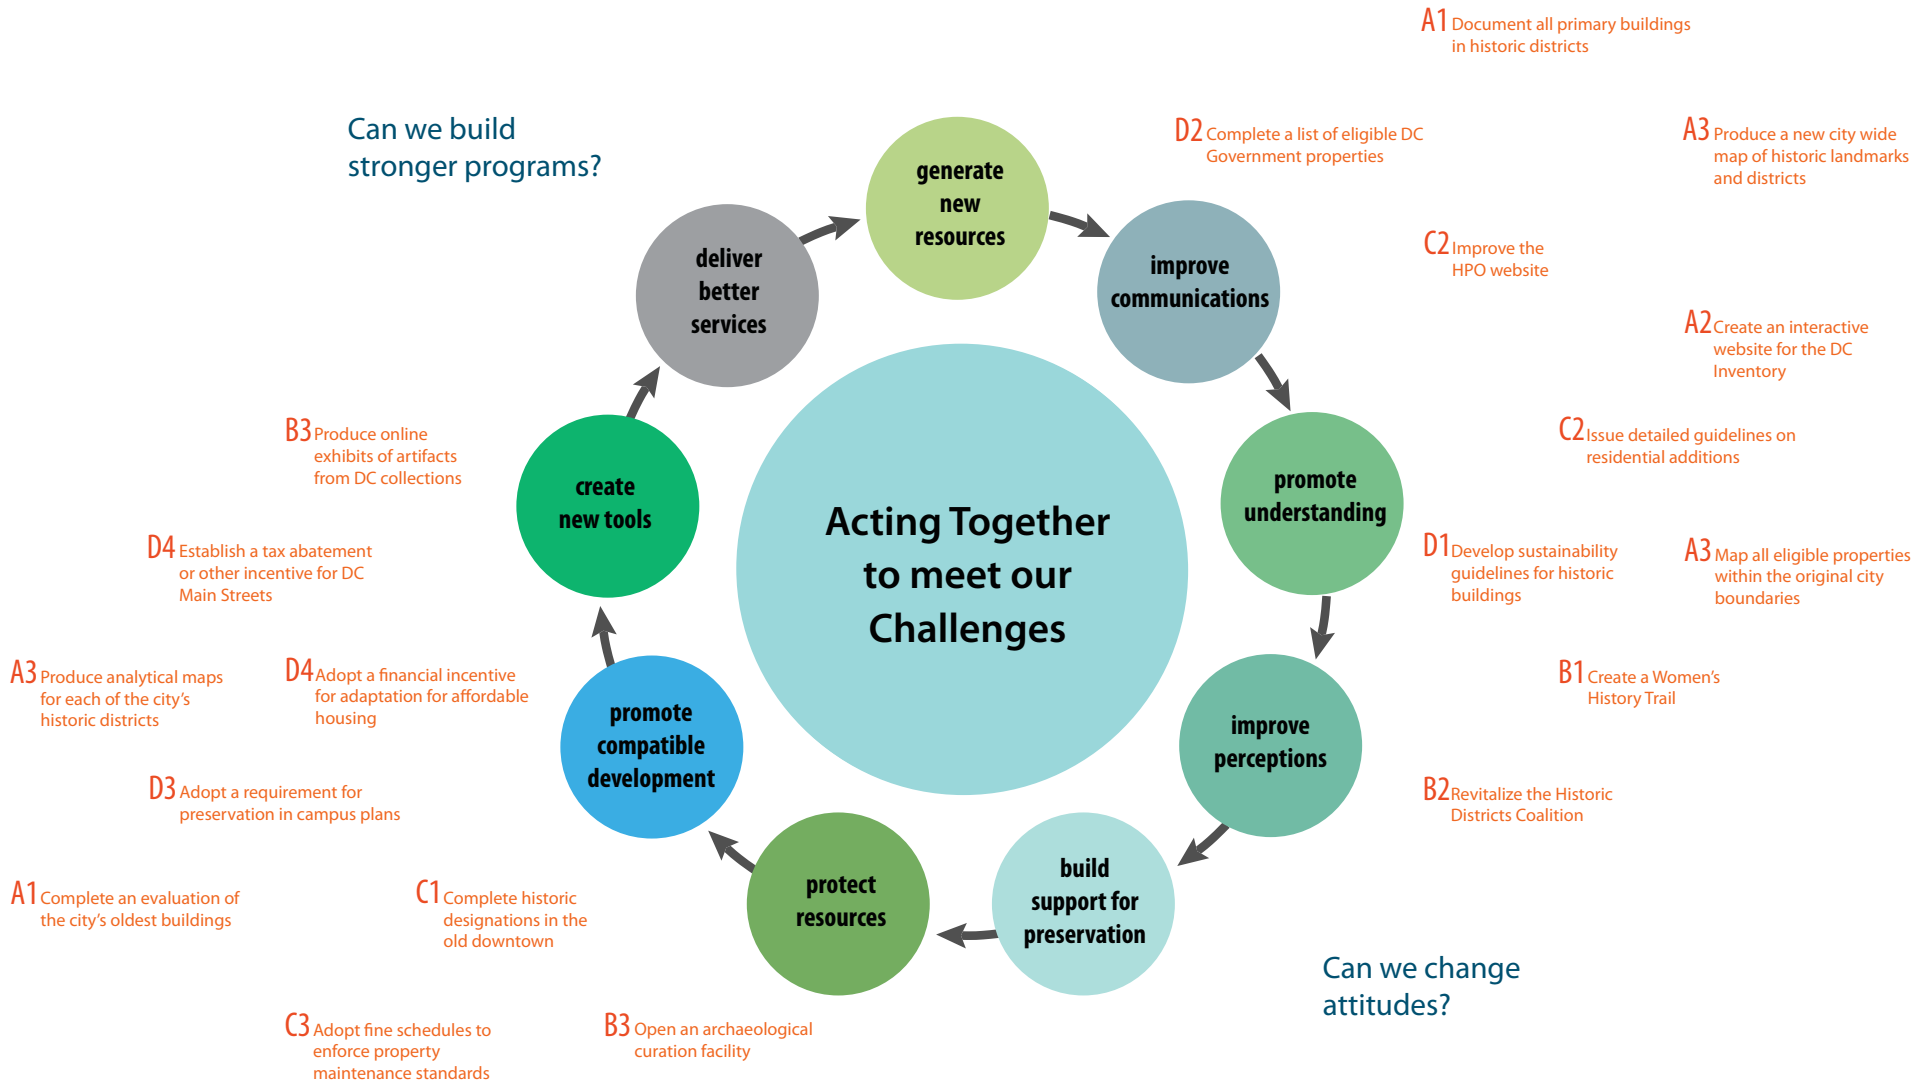 A1 Document all primary buildings
in historic districts
Can we build
stronger programs?
D2 Complete a list of eligible DC
Government properties
A3 Produce a new city wide
map of historic landmarks
and districts
generate
new
resources
C2 Improve the
HPO website
deliver
better
services
improve
communications
A2 Create an interactive
website for the DC
Inventory
B3 Produce online
exhibits of artifacts
from DC collections
C2 Issue detailed guidelines on
residential additions
create
new tools
promote
understanding
Acting Together
to meet our
Challenges
D4 Establish a tax abatement
or other incentive for DC
Main Streets
D1 Develop sustainability
guidelines for historic
buildings
A3 Map all eligible properties
within the original city
boundaries
A3 Produce analytical maps
for each of the city's
historic districts
D4 Adopt a financial incentive
for adaptation for affordable
housing
B1 Create a Women's
History Trail
promote
compatible
development
improve
perceptions
D3 Adopt a requirement for
preservation in campus plans
B2 Revitalize the Historic
Districts Coalition
A1 Complete an evaluation of
the city's oldest buildings
C1 Complete historic
designations in the
old downtown
protect
resources
build
support for
preservation
Can we change
attitudes?
C3 Adopt fine schedules to
enforce property
maintenance standards
B3 Open an archaeological
curation facility